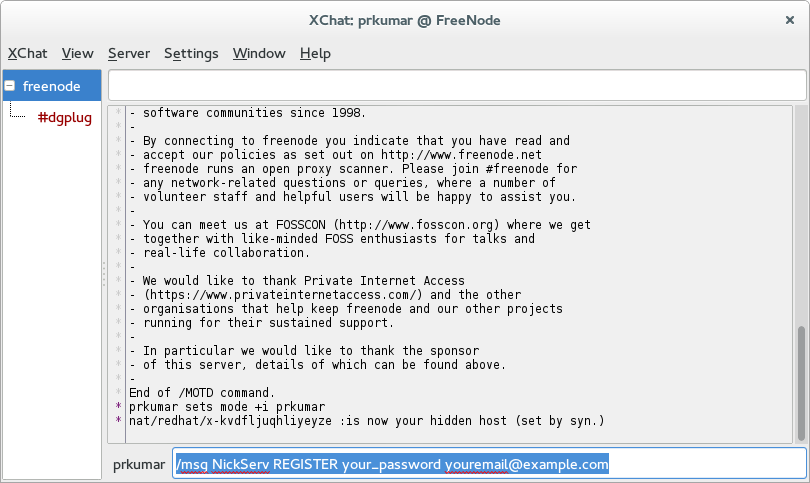 XChat: prkumar @ FreeNode
XChat View Server Settings Window Help
freenode
#dgplug
* - software communities since 1998.
* -
* - By connecting to freenode you indicate that you have read and
* - accept our policies as set out on http://www.freenode.net
* - freenode runs an open proxy scanner. Please join #freenode for
* - any network-related questions or queries, where a number of
* - volunteer staff and helpful users will be happy to assist you.
* -
* - You can meet us at FOSSCON (http://www.fosscon.org) where we get
* - together with like-minded FOSS enthusiasts for talks and
* - real-life collaboration.
* -
* - We would like to thank Private Internet Access
* - (https://www.privateinternetaccess.com/) and the other
* - organisations that help keep freenode and our other projects
* - running for their sustained support.
* -
* - In particular we would like to thank the sponsor
* - of this server, details of which can be found above.
* -
* End of /MOTD command.
* prkumar sets mode +i prkumar
* nat/redhat/x-kvdfljuqhliyeyze :is now your hidden host (set by syn.)
prkumar /msg NickServ REGISTER your_password youremail@example.com